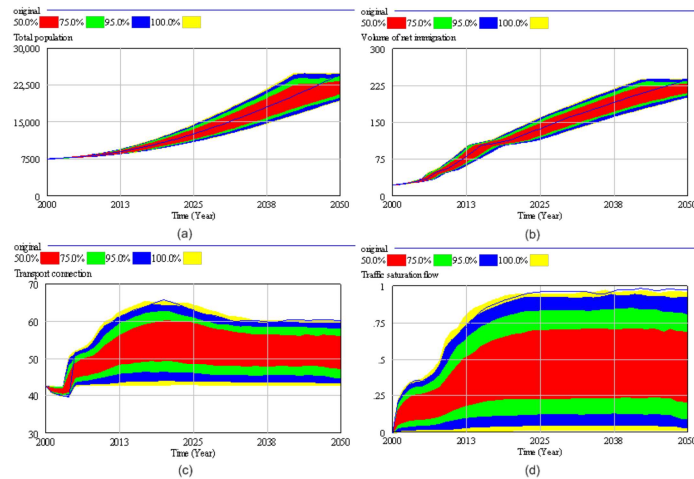 original
50.0% 75.0% 95.0% 100.0%
Total population
30,000
22,500
15,000
7500
0
2000 2013 2025 2038 2050
Time (Year)
(a)
original
50.0% 75.0% 95.0% 100.0%
Volume of net immigration
300
225
150
75
0
2000 2013 2025 2038 2050
Time (Year)
(b)
original
50.0% 75.0% 95.0% 100.0%
Transport connection
70
60
50
40
30
2000 2013 2025 2038 2050
Time (Year)
(c)
original
50.0% 75.0% 95.0% 100.0%
Traffic saturation flow
1
.75
.5
.25
0
2000 2013 2025 2038 2050
Time (Year)
(d)